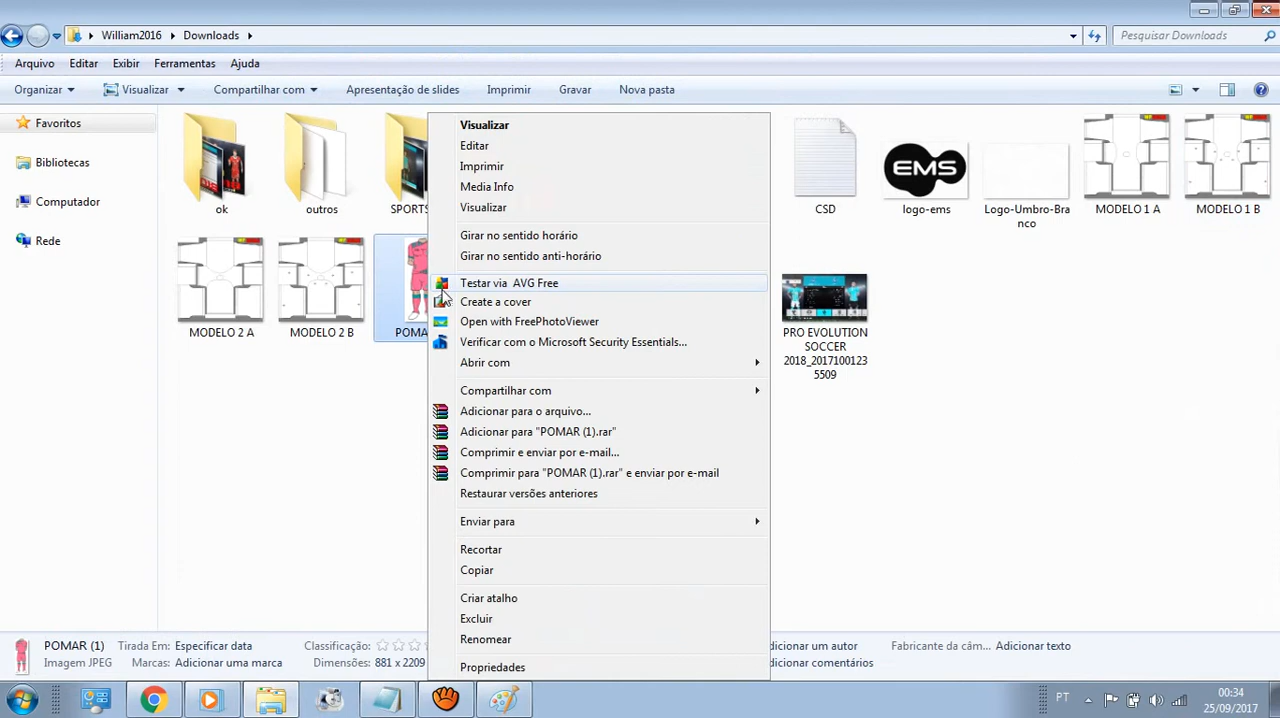 William2016 Downloads
Pesquisar Downloads
Arquivo Editar Exibir Ferramentas Ajuda
Organizar Visualizar Compartilhar com Apresentação de slides Imprimir Gravar Nova pasta
Favoritos
Bibliotecas
Computador
Rede
ok
outros
SPORTS
CSD
EMS
logo-ems
Logo-Umbro-Bra
nco
MODELO 1 A
MODELO 1 B
MODELO 2 A
MODELO 2 B
POMAR
PRO EVOLUTION
SOCCER
2018_2017100123
5509
Visualizar
Editar
Imprimir
Media Info
Visualizar
Girar no sentido horário
Girar no sentido anti-horário
Testar via AVG Free
Create a cover
Open with FreePhotoViewer
Verificar com o Microsoft Security Essentials...
Abrir com
Compartilhar com
Adicionar para o arquivo...
Adicionar para "POMAR (1).rar"
Comprimir e enviar por e-mail...
Comprimir para "POMAR (1).rar" e enviar por e-mail
Restaurar versões anteriores
Enviar para
Recortar
Copiar
Criar atalho
Excluir
Renomear
Propriedades
POMAR (1) Tirada Em: Especificar data Classificação: dicionar um autor Fabricante da câm... Adicionar texto
Imagem JPEG Marcas: Adicionar uma marca Dimensões: 881 x 2209 dicionar comentários
PT
00:34
25/09/2017